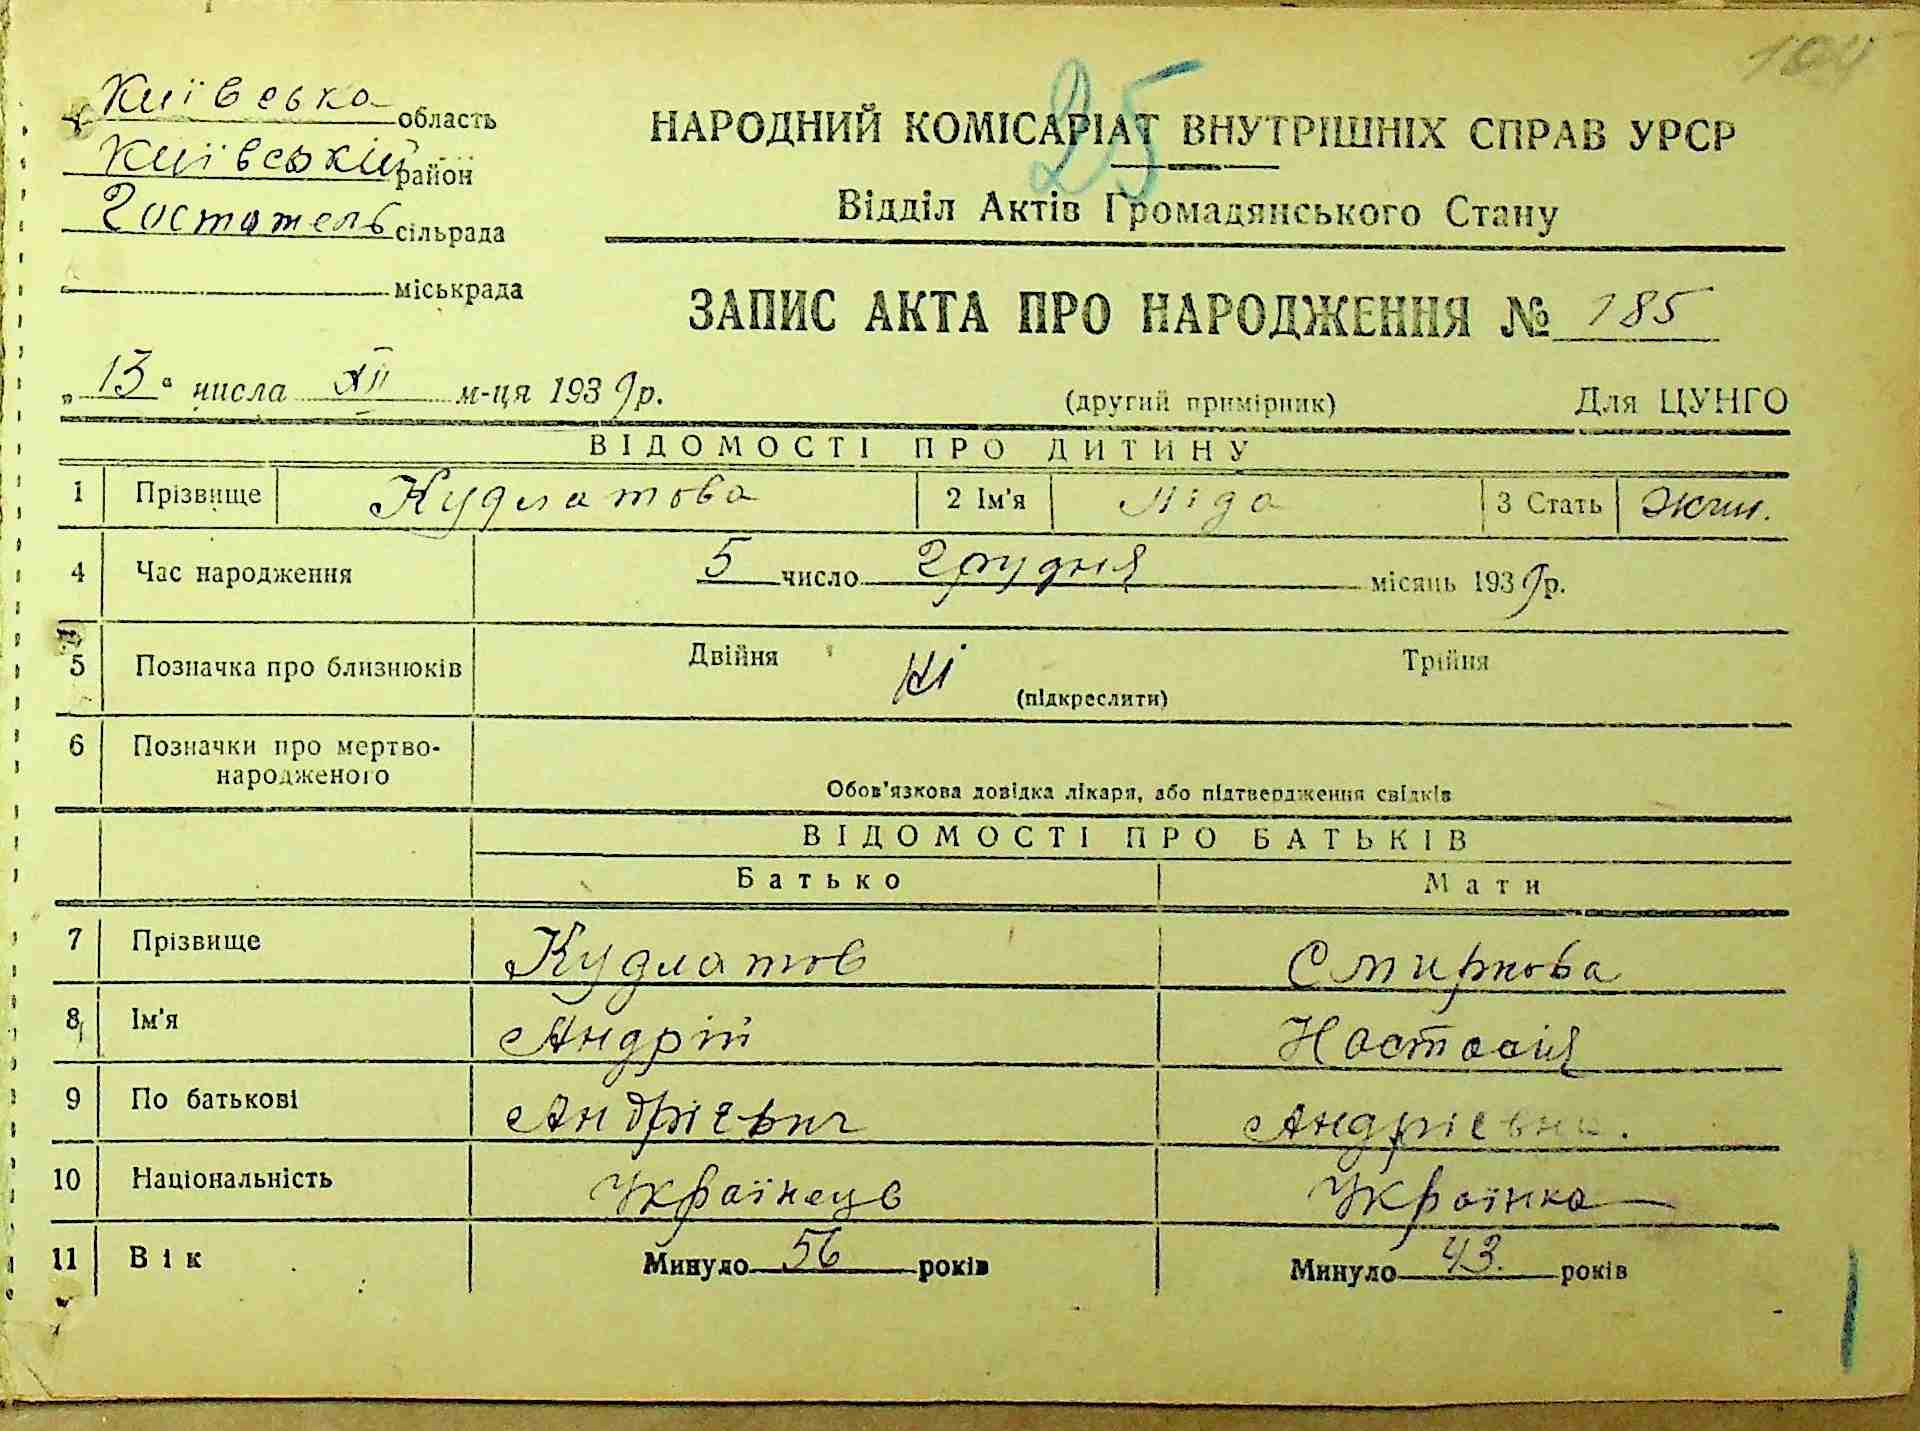 104
25
Київська область
Київський район
Гостомель сільрада
міськрада
НАРОДНИЙ КОМІСАРІАТ ВНУТРІШНІХ СПРАВ УРСР
Відділ Актів Громадянського Стану
ЗАПИС АКТА ПРО НАРОДЖЕННЯ № 185
„13“ числа XII м-ця 1939 р. (другий примірник) Для ЦУНГО
ВІДОМОСТІ ПРО ДИТИНУ
1 Прізвище Кудлатова 2 Ім'я Ліда 3 Стать жін.
4 Час народження 5 число Грудня місяць 1939 р.
5 Позначка про близнюків Двійня Ні (підкреслити) Трійня
6 Позначки про мертво-
народженого
Обов'язкова довідка лікаря, або підтвердження свідків
ВІДОМОСТІ ПРО БАТЬКІВ
Батько Мати
7 Прізвище Кудлатов Смирнова
8 Ім'я Андрій Настасія
9 По батькові Андрієвич Андрієвна.
10 Національність Українець Українка
11 Вік Минуло 56 років Минуло 43. років